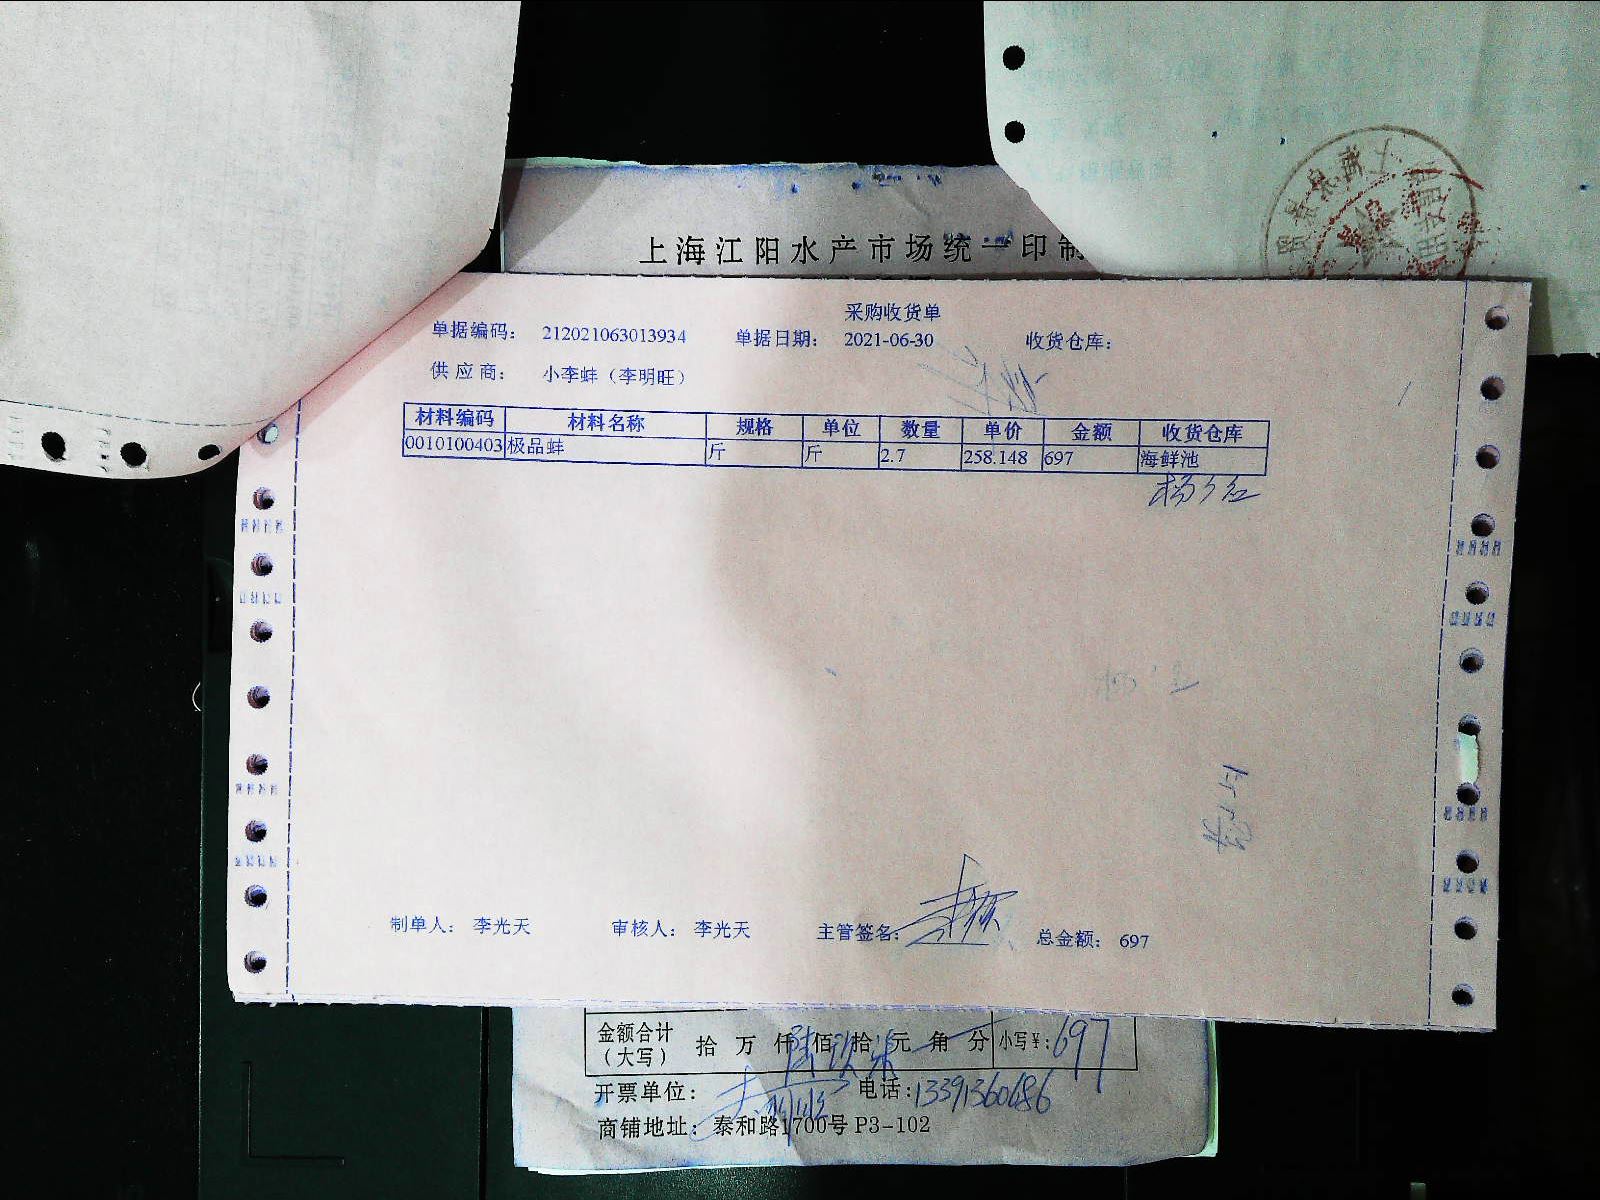 上海江阳水产市场统一印制
采购收货单
单据编码： 212021063013934 单据日期： 2021-06-30 收货仓库：
供应商： 小李蚌（李明旺）
材料编码 材料名称 规格 单位 数量 单价 金额 收货仓库
0010100403 极品蚌 斤 斤 2.7 258.148 697 海鲜池
制单人： 李光天 审核人： 李光天 主管签名： 总金额： 697
金额合计（大写） 拾 万 仟陆佰玖拾柒元 角 分 小写¥：697
开票单位： 电话：13391360686
商铺地址：泰和路1700号 P3-102